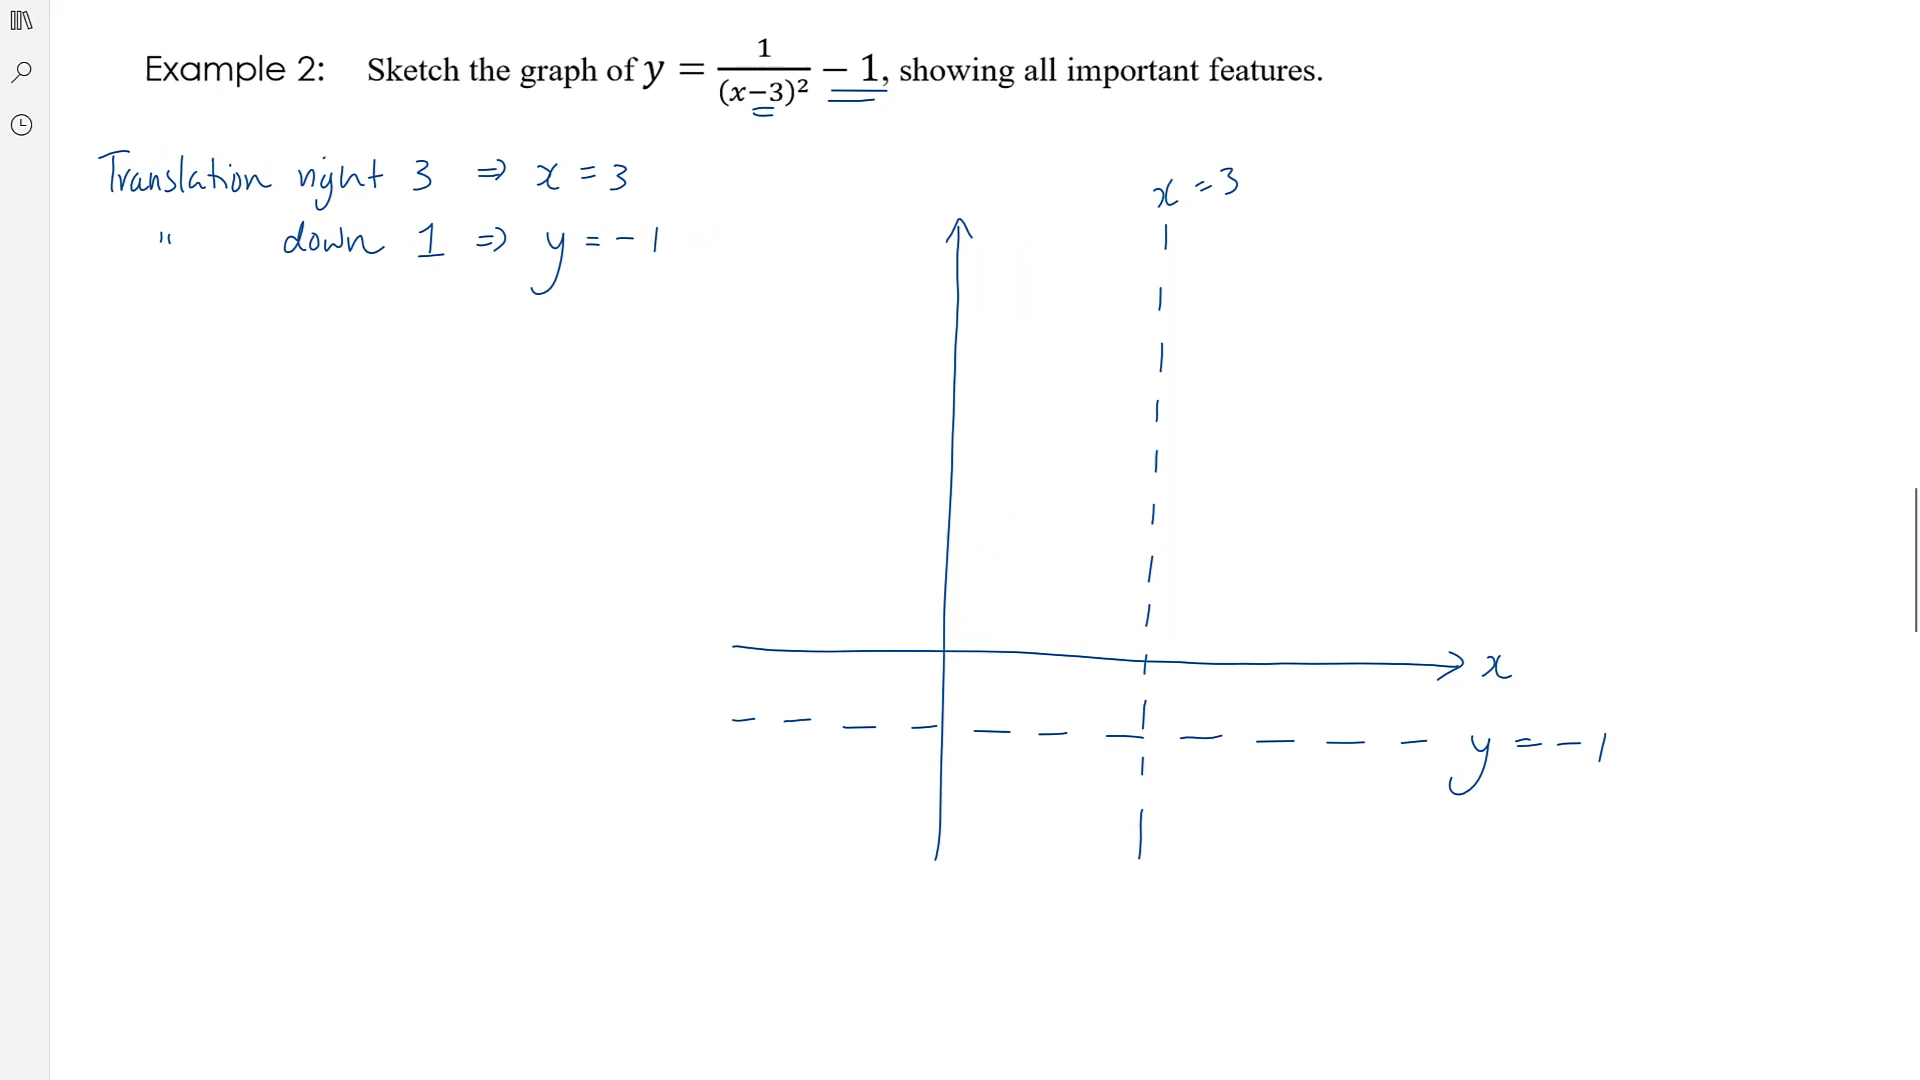 Example 2: Sketch the graph of y = 1/(x−3)² − 1, showing all important features.
Translation right 3 ⇒ x = 3
" down 1 ⇒ y = −1
x = 3
x
y = −1